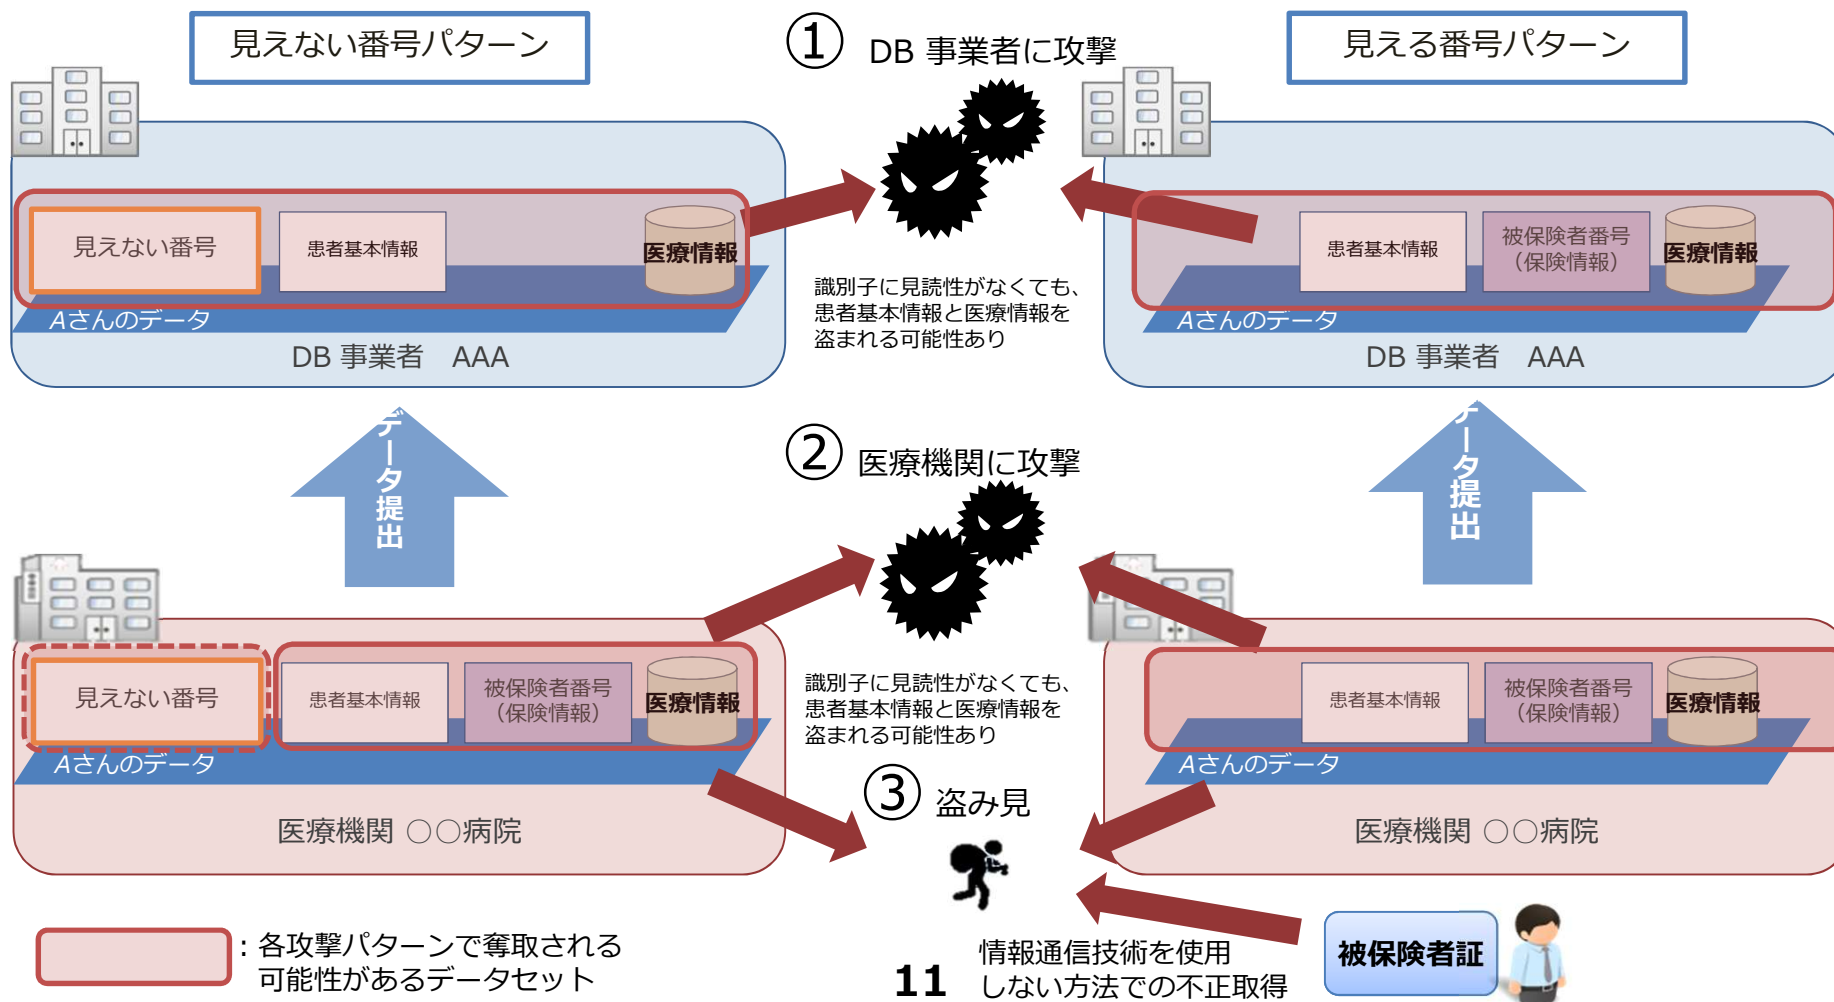 見えない番号パターン
① DB 事業者に攻撃
見える番号パターン
見えない番号
患者基本情報
医療情報
Aさんのデータ
DB 事業者　AAA
識別子に見読性がなくても、
患者基本情報と医療情報を
盗まれる可能性あり
患者基本情報
被保険者番号
（保険情報）
医療情報
Aさんのデータ
DB 事業者　AAA
データ提出
② 医療機関に攻撃
データ提出
見えない番号
患者基本情報
被保険者番号
（保険情報）
医療情報
Aさんのデータ
医療機関 〇〇病院
識別子に見読性がなくても、
患者基本情報と医療情報を
盗まれる可能性あり
③ 盗み見
患者基本情報
被保険者番号
（保険情報）
医療情報
Aさんのデータ
医療機関 〇〇病院
：各攻撃パターンで奪取される
可能性があるデータセット
11
情報通信技術を使用
しない方法での不正取得
被保険者証